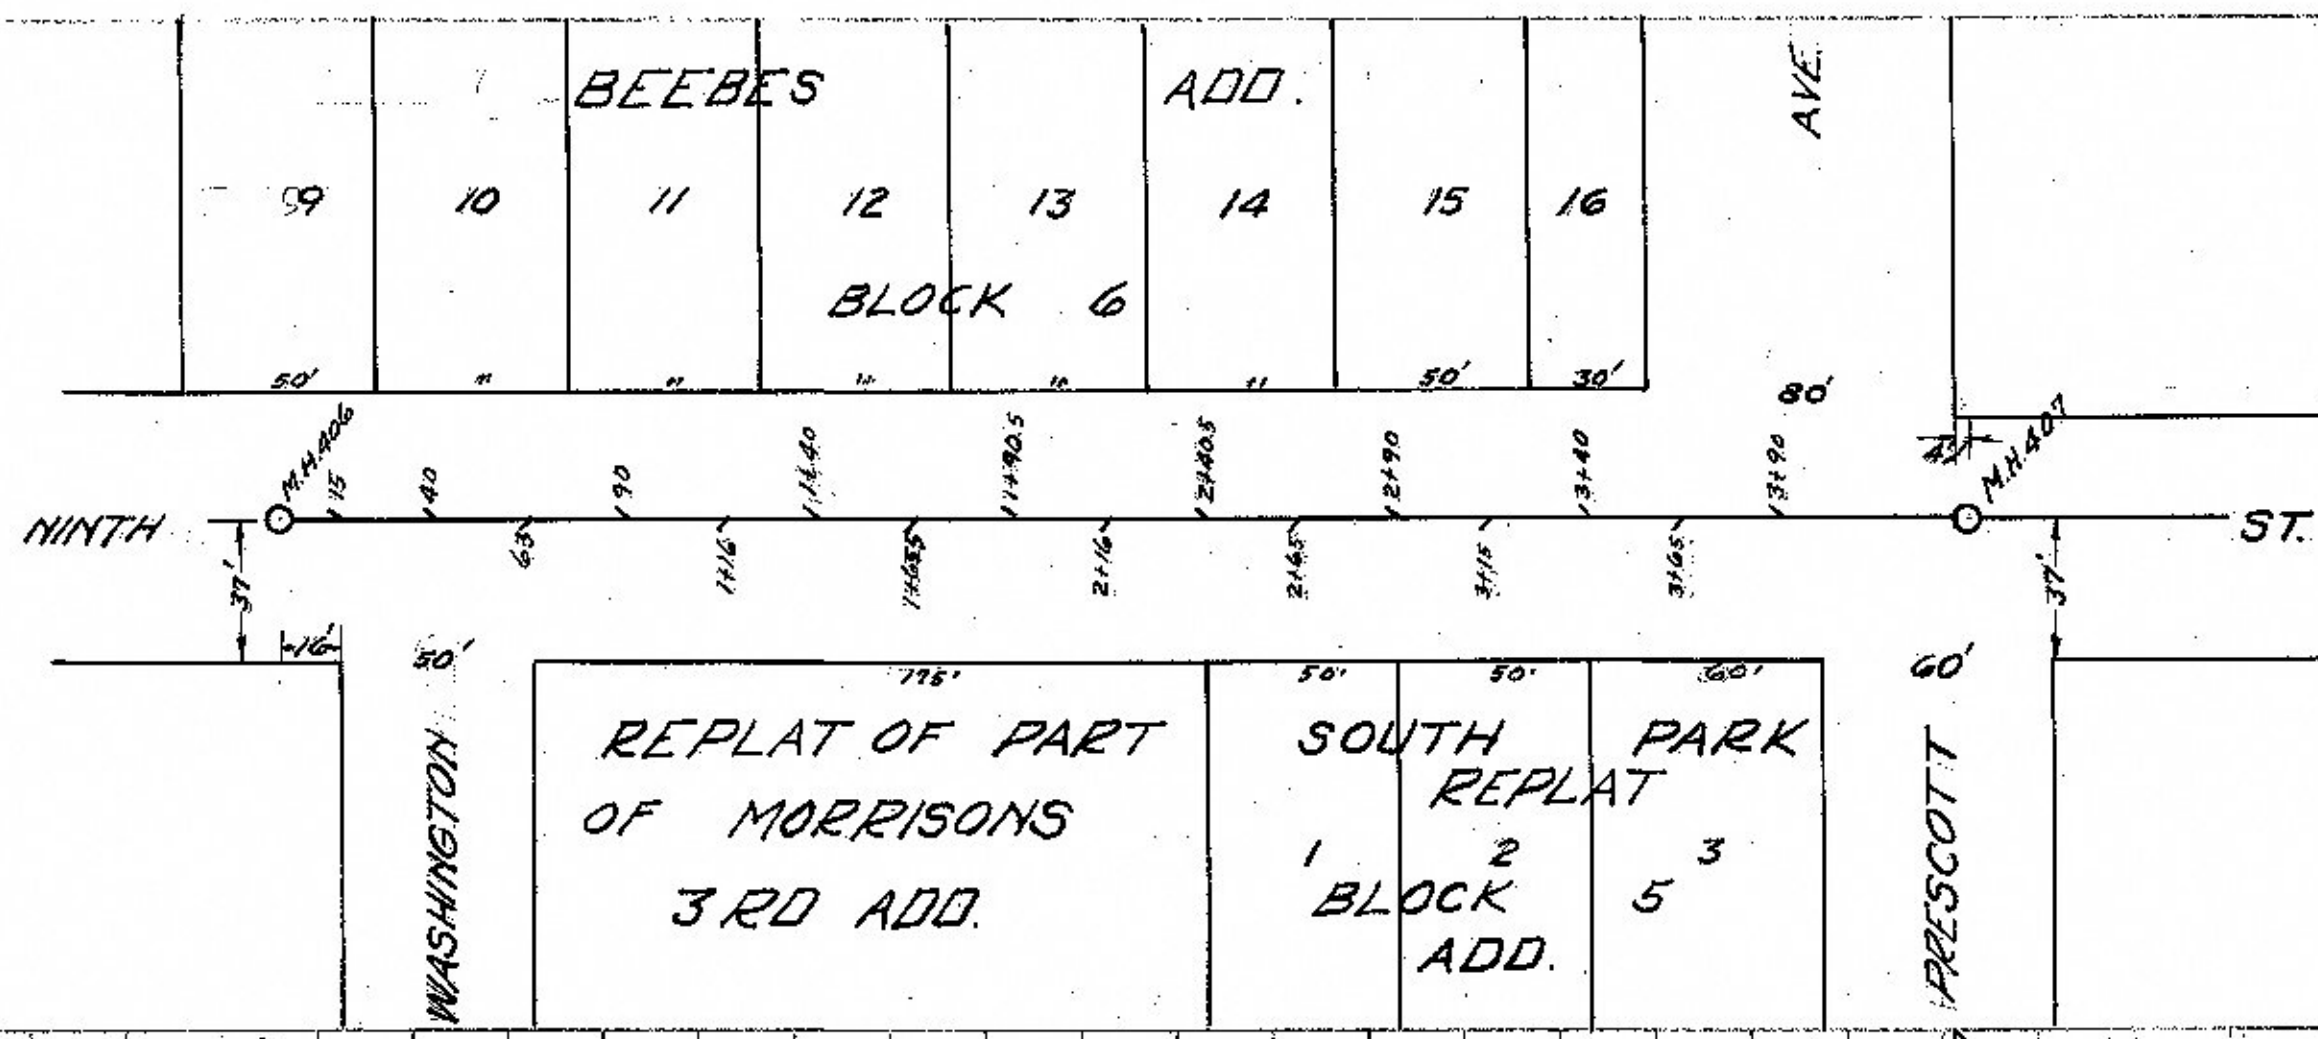 BEEBES ADD.
AVE.
9 10 11 12 13 14 15 16
BLOCK 6
50' " " " " " 50' 30' 80'
M.H.406 15 40 90 1+40 1+90.5 2+40.5 2+90 3+40 3+90 4' M.H.407
NINTH ST.
63 1+16 1+65.5 2+16 2+65 3+15 3+65
37' 37'
16' 50' 175' 50' 50' 60' 60'
WASHINGTON
REPLAT OF PART
OF MORRISONS
3 RD ADD.
SOUTH PARK
REPLAT
1 2 3
BLOCK 5
ADD.
PRESCOTT